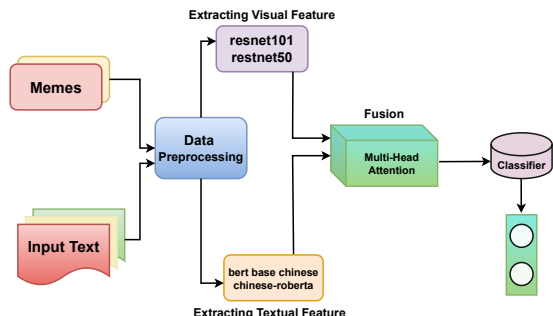 Extracting Visual Feature
resnet101
restnet50
Memes
Fusion
Data
Preprocessing
Multi-Head
Attention
Classifier
Input Text
bert base chinese
chinese-roberta
Extracting Textual Feature